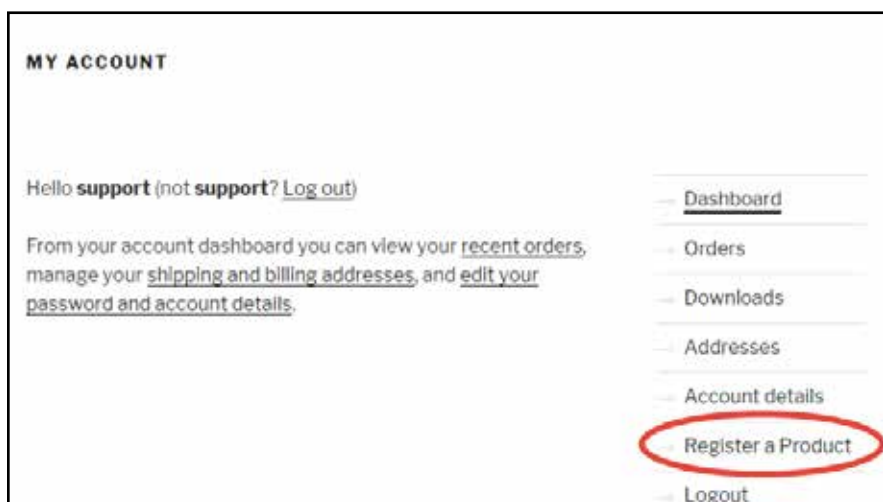 MY ACCOUNT
Hello support (not support? Log out)
From your account dashboard you can view your recent orders,
manage your shipping and billing addresses, and edit your
password and account details.
Dashboard
Orders
Downloads
Addresses
Account details
Register a Product
Logout